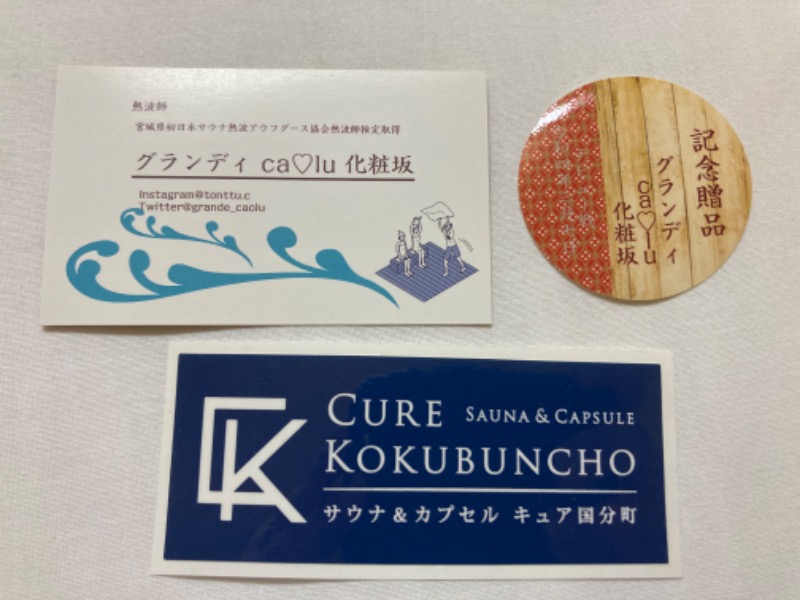 熱波師
宮城県初日本サウナ熱波アウフグース協会熱波師検定取得
グランディ ca♡lu 化粧坂
Instagram@tonttu.c
Twitter@grande_caolu
記念贈品
グランディ
ca♡lu
化粧坂
CURE SAUNA & CAPSULE
KOKUBUNCHO
サウナ＆カプセル キュア国分町